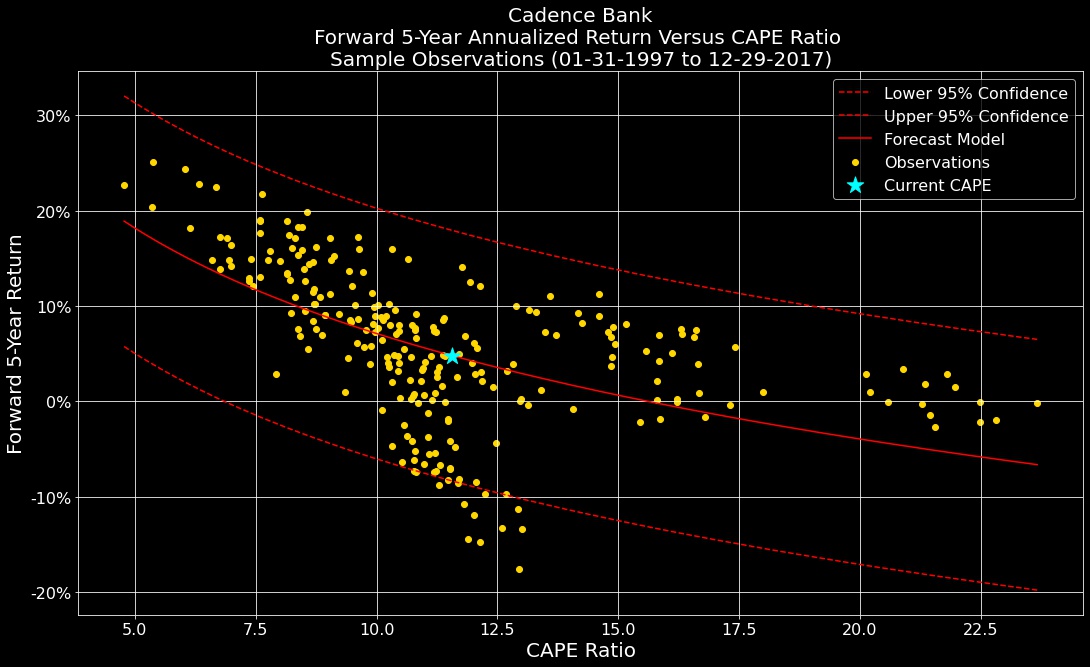 Cadence Bank
Forward 5-Year Annualized Return Versus CAPE Ratio
Sample Observations (01-31-1997 to 12-29-2017)
Lower 95% Confidence
Upper 95% Confidence
Forecast Model
Observations
Current CAPE
Forward 5-Year Return
30%
20%
10%
0%
-10%
-20%
5.0 7.5 10.0 12.5 15.0 17.5 20.0 22.5
CAPE Ratio